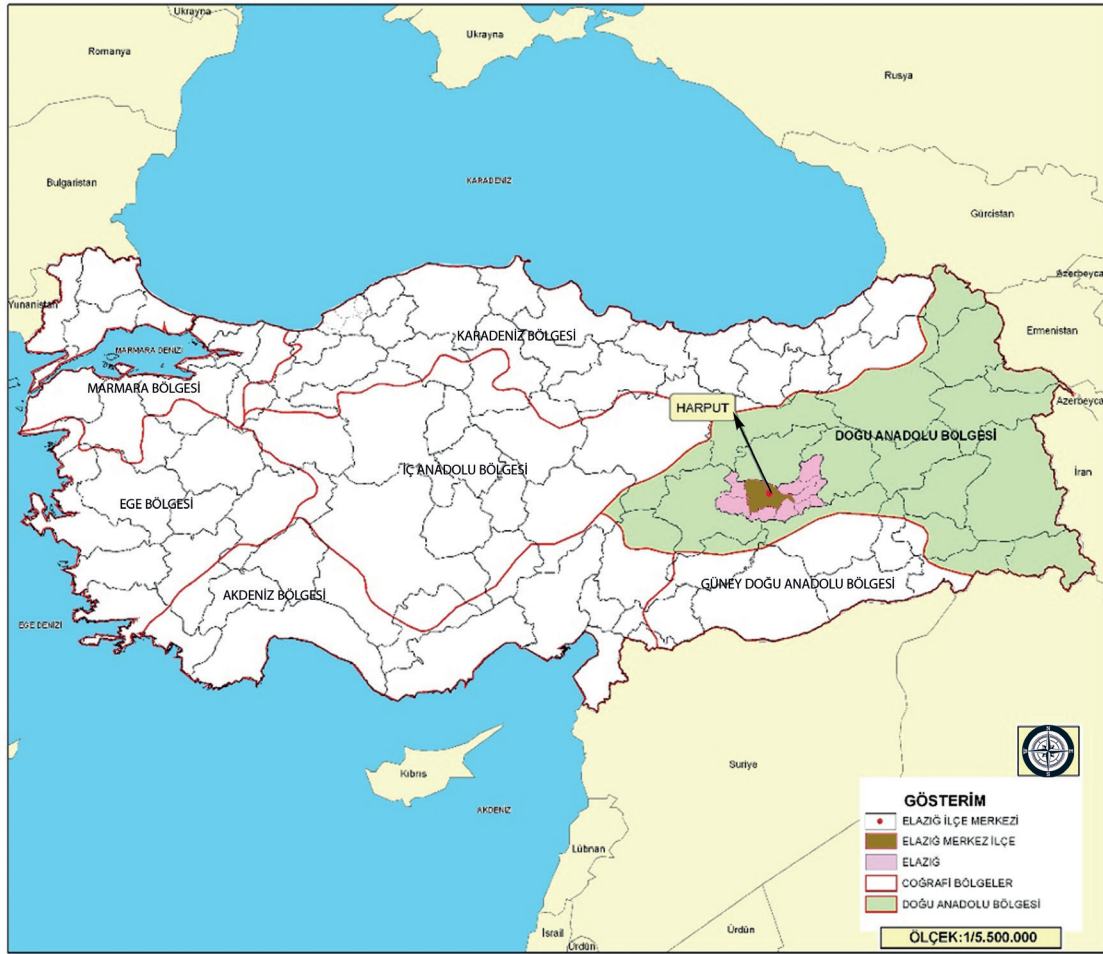 Ukrayna
Romanya
Ukrayna
Rusya
Bulgaristan
KARADENİZ
Gürcistan
Azerbeyca
Yunanistan
Ermenistan
MARMARA DENİZİ
KARADENİZ BÖLGESİ
MARMARA BÖLGESİ
Azerbeyca
HARPUT
DOĞU ANADOLU BÖLGESİ
İÇ ANADOLU BÖLGESİ
İran
EGE BÖLGESİ
GÜNEY DOĞU ANADOLU BÖLGESİ
AKDENİZ BÖLGESİ
EGE DENİZİ
Suriye
Kıbrıs
AKDENİZ
Lübnan
İsrail
Ürdün
Ürdün
GÖSTERİM
ELAZIĞ İLÇE MERKEZİ
ELAZIĞ MERKEZ İLÇE
ELAZIĞ
COĞRAFİ BÖLGELER
DOĞU ANADOLU BÖLGESİ
ÖLÇEK:1/5.500.000